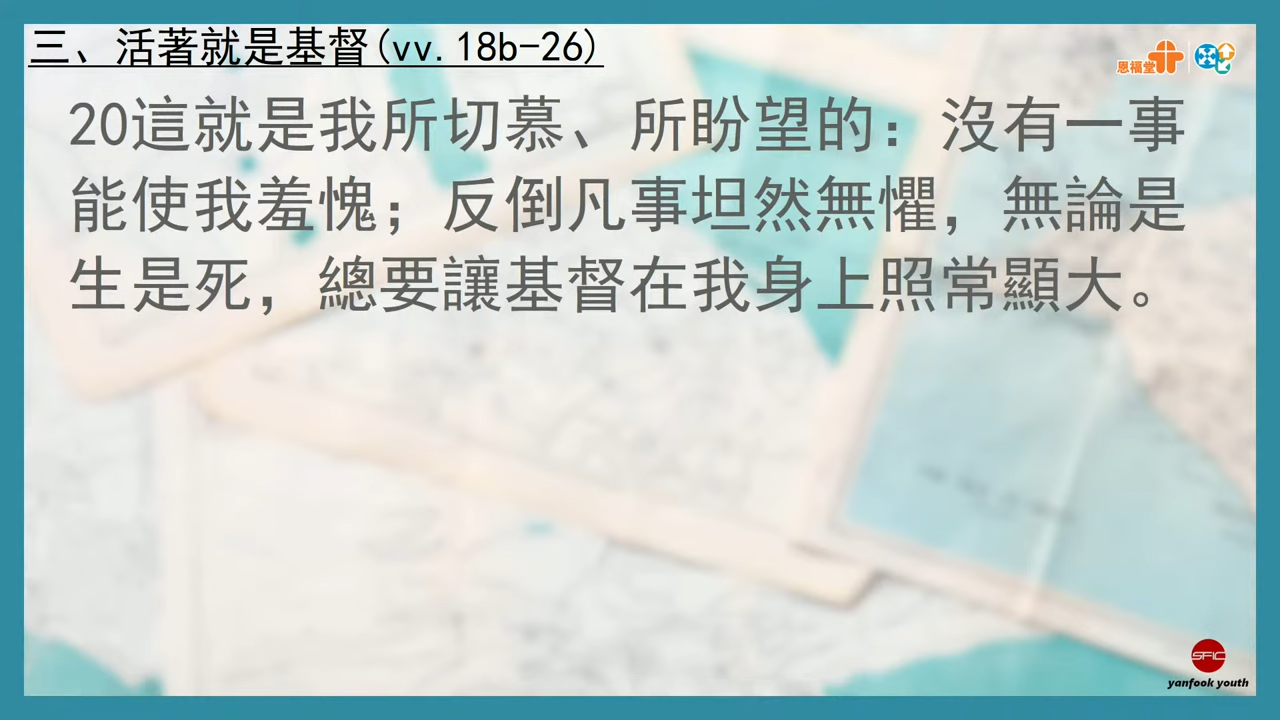 三、活著就是基督(vv.18b-26)
恩福堂
20這就是我所切慕、所盼望的：沒有一事
能使我羞愧；反倒凡事坦然無懼，無論是
生是死，總要讓基督在我身上照常顯大。
SFIC
yanfook youth